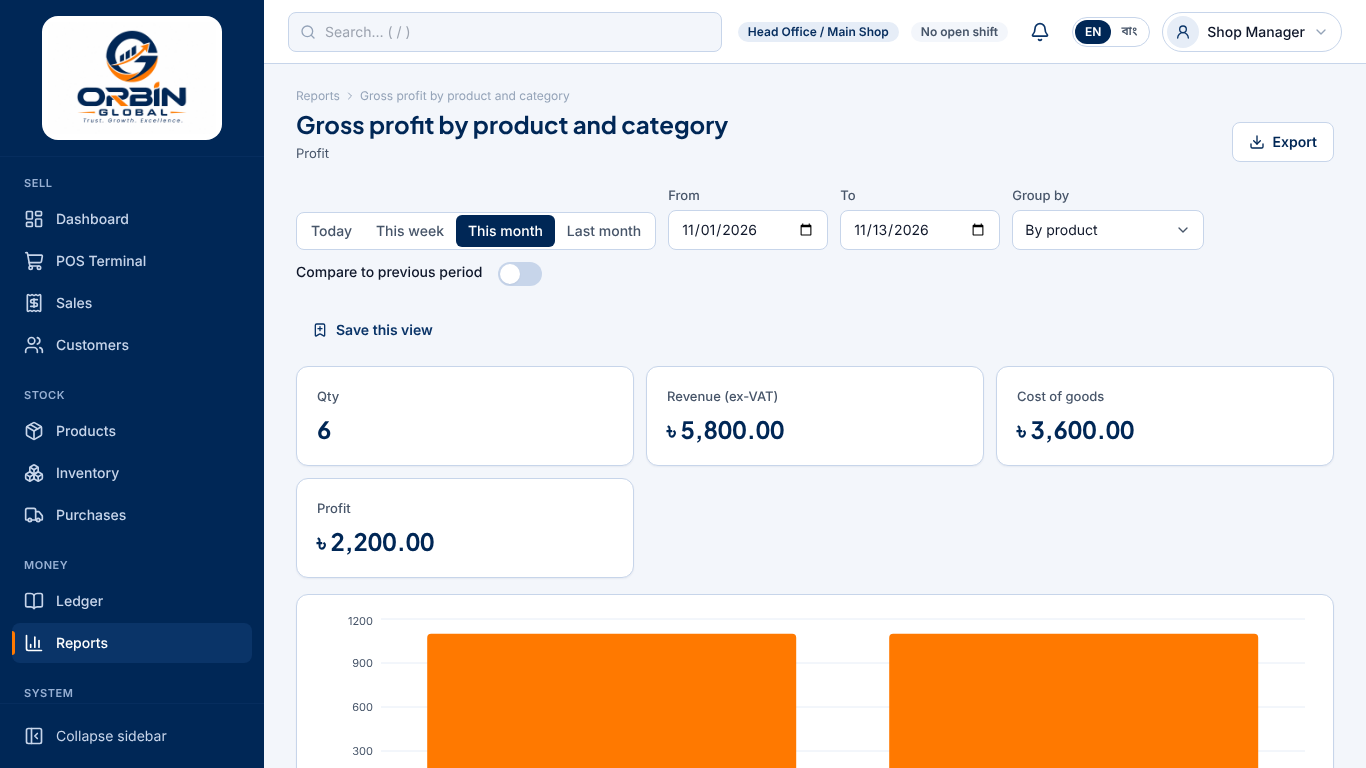 ORBIN
GLOBAL
Trust. Growth. Excellence.
Search... ( / )
Head Office / Main Shop
No open shift
EN
বাং
Shop Manager
SELL
Dashboard
POS Terminal
Sales
Customers
STOCK
Products
Inventory
Purchases
MONEY
Ledger
Reports
SYSTEM
Collapse sidebar
Reports > Gross profit by product and category
Gross profit by product and category
Profit
Export
Today This week This month Last month
From
11/01/2026
To
11/13/2026
Group by
By product
Compare to previous period
Save this view
Qty
6
Revenue (ex-VAT)
৳ 5,800.00
Cost of goods
৳ 3,600.00
Profit
৳ 2,200.00
1200
900
600
300